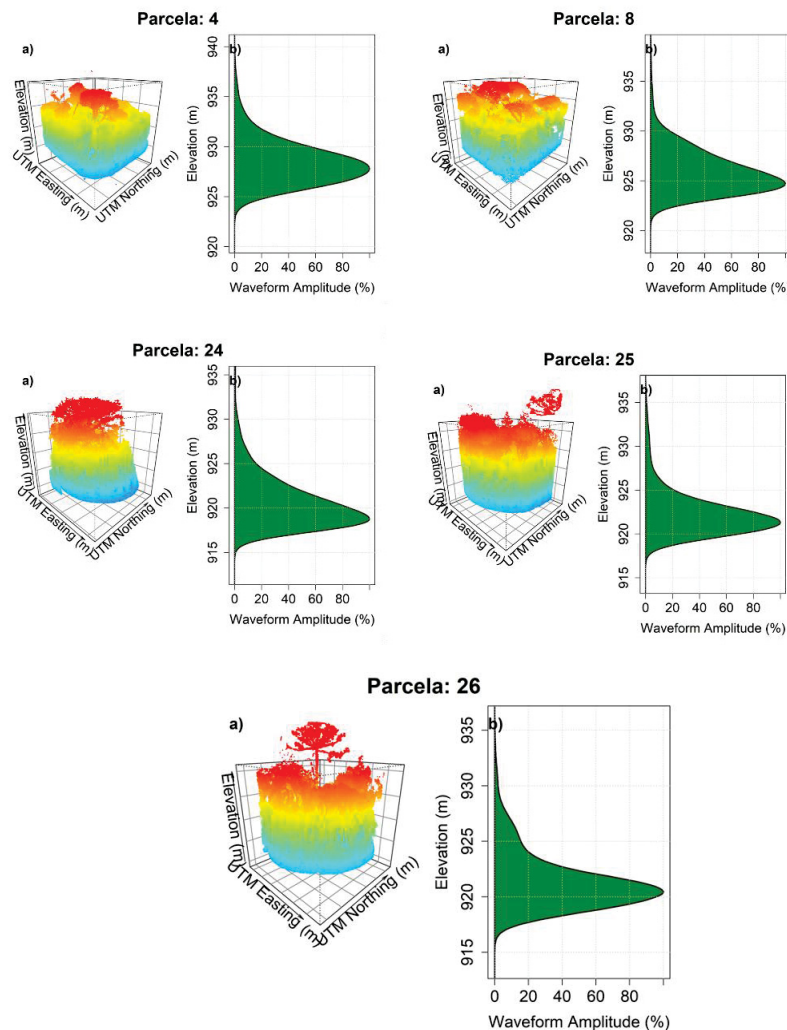 Parcela: 4
a)
Elevation (m)
UTM Easting (m)
UTM Northing (m)
b)
Elevation (m)
940
935
930
925
920
0 20 40 60 80
Waveform Amplitude (%)
Parcela: 8
a)
Elevation (m)
UTM Easting (m)
UTM Northing (m)
b)
Elevation (m)
935
930
925
920
0 20 40 60 80
Waveform Amplitude (%)
Parcela: 24
a)
Elevation (m)
UTM Easting (m)
UTM Northing (m)
b)
Elevation (m)
935
930
925
920
915
0 20 40 60 80
Waveform Amplitude (%)
Parcela: 25
a)
Elevation (m)
UTM Easting (m)
UTM Northing (m)
b)
Elevation (m)
935
930
925
920
915
0 20 40 60 80
Waveform Amplitude (%)
Parcela: 26
a)
Elevation (m)
UTM Easting (m)
UTM Northing (m)
b)
Elevation (m)
935
930
925
920
915
0 20 40 60 80
Waveform Amplitude (%)